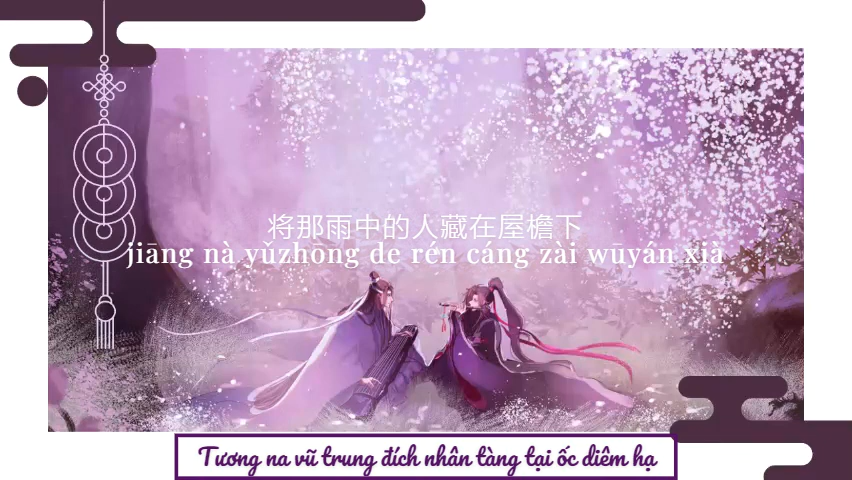 将那雨中的人藏在屋檐下
jiāng nà yǔzhōng de rén cáng zài wūyán xià
Tương na vũ trung đích nhân tàng tại ốc diêm hạ